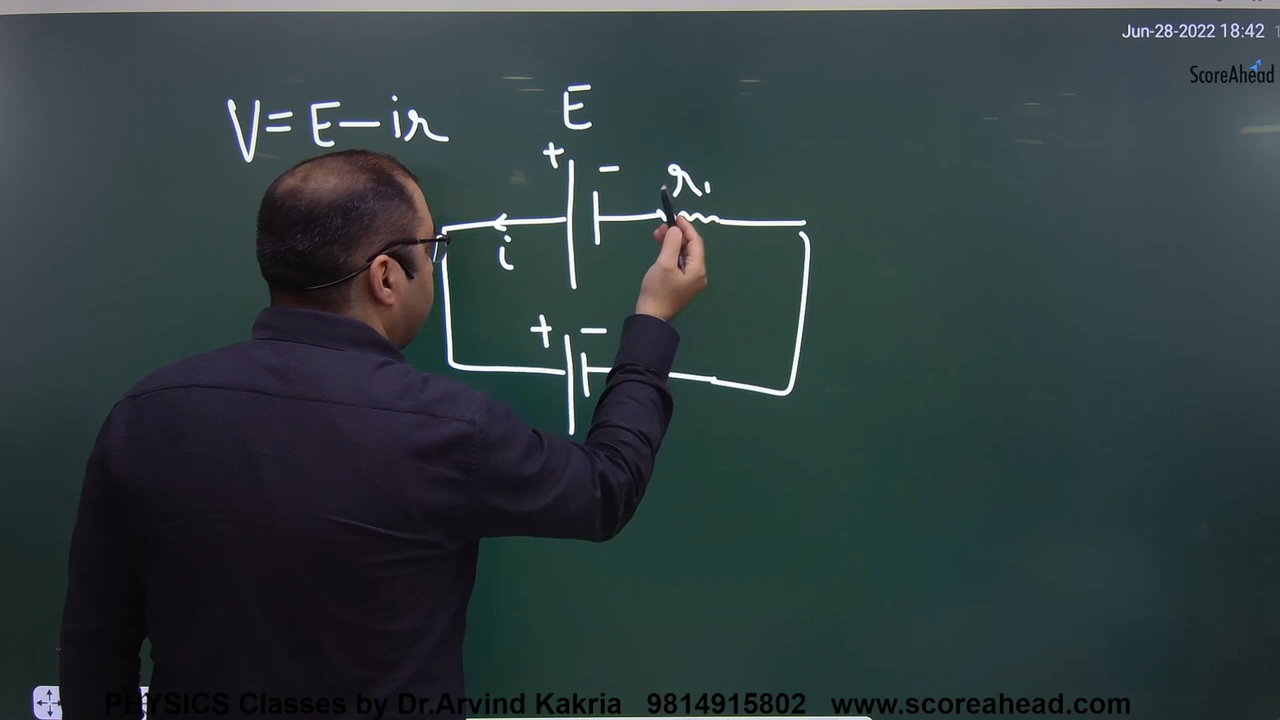 Jun-28-2022 18:42
ScoreAhead
V = E - ir
E
+ -
r1
i
+ -
PHYSICS Classes by Dr.Arvind Kakria 9814915802 www.scoreahead.com